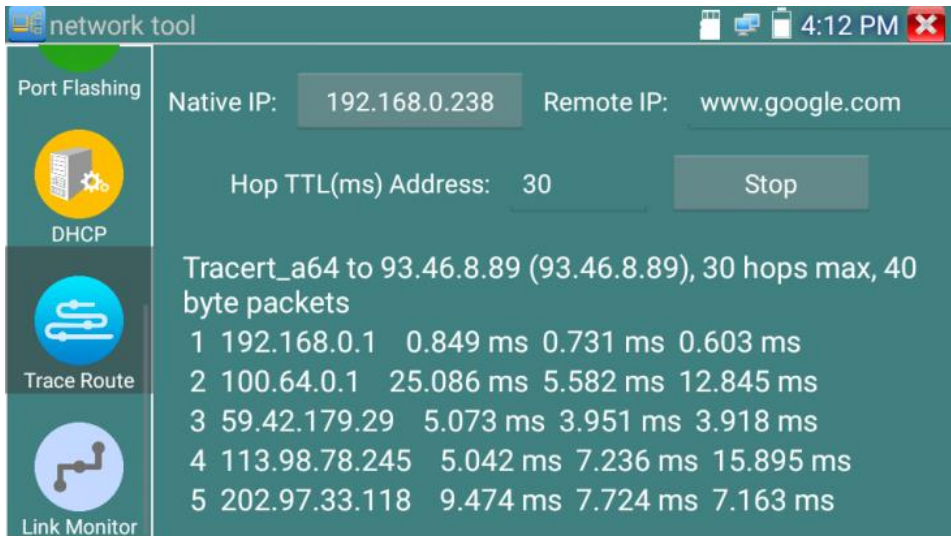 network tool
4:12 PM
Port Flashing
DHCP
Trace Route
Link Monitor
Native IP: 192.168.0.238 Remote IP: www.google.com
Hop TTL(ms) Address: 30 Stop
Tracert_a64 to 93.46.8.89 (93.46.8.89), 30 hops max, 40
byte packets
1 192.168.0.1 0.849 ms 0.731 ms 0.603 ms
2 100.64.0.1 25.086 ms 5.582 ms 12.845 ms
3 59.42.179.29 5.073 ms 3.951 ms 3.918 ms
4 113.98.78.245 5.042 ms 7.236 ms 15.895 ms
5 202.97.33.118 9.474 ms 7.724 ms 7.163 ms